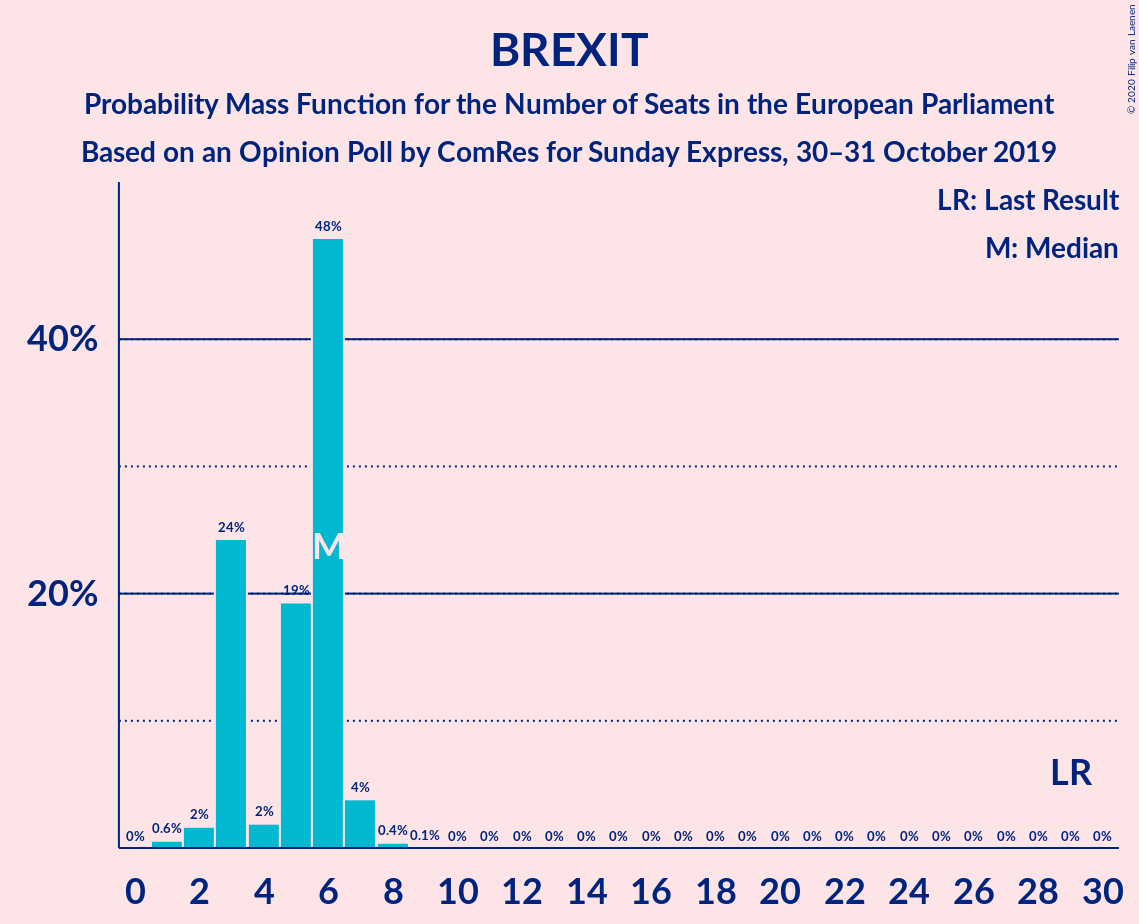 BREXIT
Probability Mass Function for the Number of Seats in the European Parliament
Based on an Opinion Poll by ComRes for Sunday Express, 30–31 October 2019
© 2020 Filip van Laenen
LR: Last Result
M: Median
40%
20%
0% 0.6% 2% 24% 2% 19% 48% 4% 0.4% 0.1% 0% 0% 0% 0% 0% 0% 0% 0% 0% 0% 0% 0% 0% 0% 0% 0% 0% 0% 0% 0% 0%
M
LR
0 2 4 6 8 10 12 14 16 18 20 22 24 26 28 30